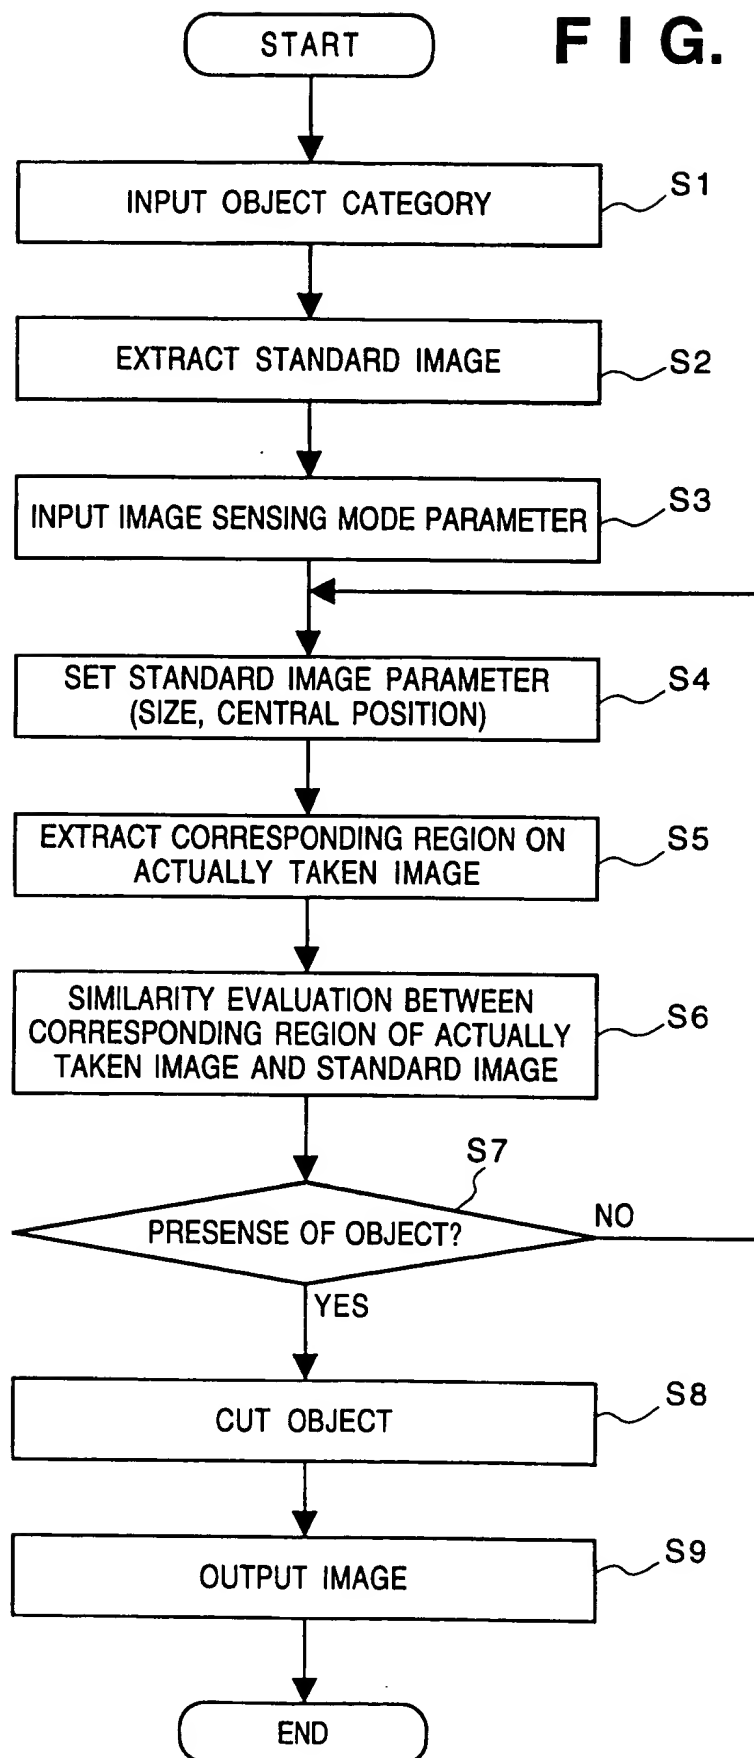 START
FIG.
INPUT OBJECT CATEGORY
S1
EXTRACT STANDARD IMAGE
S2
INPUT IMAGE SENSING MODE PARAMETER
S3
SET STANDARD IMAGE PARAMETER
(SIZE, CENTRAL POSITION)
S4
EXTRACT CORRESPONDING REGION ON
ACTUALLY TAKEN IMAGE
S5
SIMILARITY EVALUATION BETWEEN
CORRESPONDING REGION OF ACTUALLY
TAKEN IMAGE AND STANDARD IMAGE
S6
S7
PRESENSE OF OBJECT?
NO
YES
CUT OBJECT
S8
OUTPUT IMAGE
S9
END